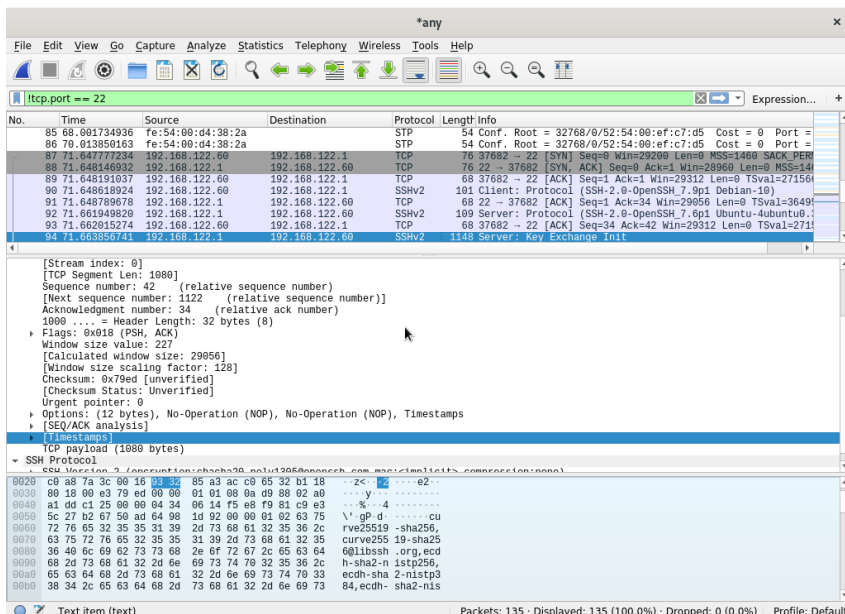 *any
File Edit View Go Capture Analyze Statistics Telephony Wireless Tools Help
!tcp.port == 22
Expression... +
No. Time Source Destination Protocol Length Info
85 68.001734936 fe:54:00:d4:38:2a STP 54 Conf. Root = 32768/0/52:54:00:ef:c7:d5 Cost = 0 Port =
86 70.013850163 fe:54:00:d4:38:2a STP 54 Conf. Root = 32768/0/52:54:00:ef:c7:d5 Cost = 0 Port =
87 71.647777234 192.168.122.60 192.168.122.1 TCP 76 37682 → 22 [SYN] Seq=0 Win=29200 Len=0 MSS=1460 SACK_PER
88 71.648146932 192.168.122.1 192.168.122.60 TCP 76 22 → 37682 [SYN, ACK] Seq=0 Ack=1 Win=28960 Len=0 MSS=14
89 71.648191037 192.168.122.60 192.168.122.1 TCP 68 37682 → 22 [ACK] Seq=1 Ack=1 Win=29312 Len=0 TSval=27156
90 71.648618924 192.168.122.60 192.168.122.1 SSHv2 101 Client: Protocol (SSH-2.0-OpenSSH_7.9p1 Debian-10)
91 71.648789678 192.168.122.1 192.168.122.60 TCP 68 22 → 37682 [ACK] Seq=1 Ack=34 Win=29056 Len=0 TSval=3649
92 71.661949820 192.168.122.1 192.168.122.60 SSHv2 109 Server: Protocol (SSH-2.0-OpenSSH_7.6p1 Ubuntu-4ubuntu0.
93 71.662015274 192.168.122.60 192.168.122.1 TCP 68 37682 → 22 [ACK] Seq=34 Ack=42 Win=29312 Len=0 TSval=271
94 71.663856741 192.168.122.1 192.168.122.60 SSHv2 1148 Server: Key Exchange Init
[Stream index: 0]
[TCP Segment Len: 1080]
Sequence number: 42 (relative sequence number)
[Next sequence number: 1122 (relative sequence number)]
Acknowledgment number: 34 (relative ack number)
1000 .... = Header Length: 32 bytes (8)
Flags: 0x018 (PSH, ACK)
Window size value: 227
[Calculated window size: 29056]
[Window size scaling factor: 128]
Checksum: 0x79ed [unverified]
[Checksum Status: Unverified]
Urgent pointer: 0
Options: (12 bytes), No-Operation (NOP), No-Operation (NOP), Timestamps
[SEQ/ACK analysis]
[Timestamps]
TCP payload (1080 bytes)
SSH Protocol
SSH Version 2 (encryption:chacha20-poly1305@openssh.com mac:<implicit> compression:none)
0020 c0 a8 7a 3c 00 16 93 32 85 a3 ac c0 65 32 b1 18 ··z<···2 ····e2··
0030 80 18 00 e3 79 ed 00 00 01 01 08 0a d9 88 02 a0 ····y··· ········
0040 a1 dd c1 25 00 00 04 34 06 14 f5 e8 f9 81 c9 e3 ···%···4 ········
0050 5c 27 b2 67 50 ad 64 98 1d 92 00 00 01 02 63 75 \'·gP·d· ······cu
0060 72 76 65 32 35 35 31 39 2d 73 68 61 32 35 36 2c rve25519 -sha256,
0070 63 75 72 76 65 32 35 35 31 39 2d 73 68 61 32 35 curve255 19-sha25
0080 36 40 6c 69 62 73 73 68 2e 6f 72 67 2c 65 63 64 6@libssh .org,ecd
0090 68 2d 73 68 61 32 2d 6e 69 73 74 70 32 35 36 2c h-sha2-n istp256,
00a0 65 63 64 68 2d 73 68 61 32 2d 6e 69 73 74 70 33 ecdh-sha 2-nistp3
00b0 38 34 2c 65 63 64 68 2d 73 68 61 32 2d 6e 69 73 84,ecdh- sha2-nis
Text item (text) Packets: 135 · Displayed: 135 (100.0%) · Dropped: 0 (0.0%) Profile: Default